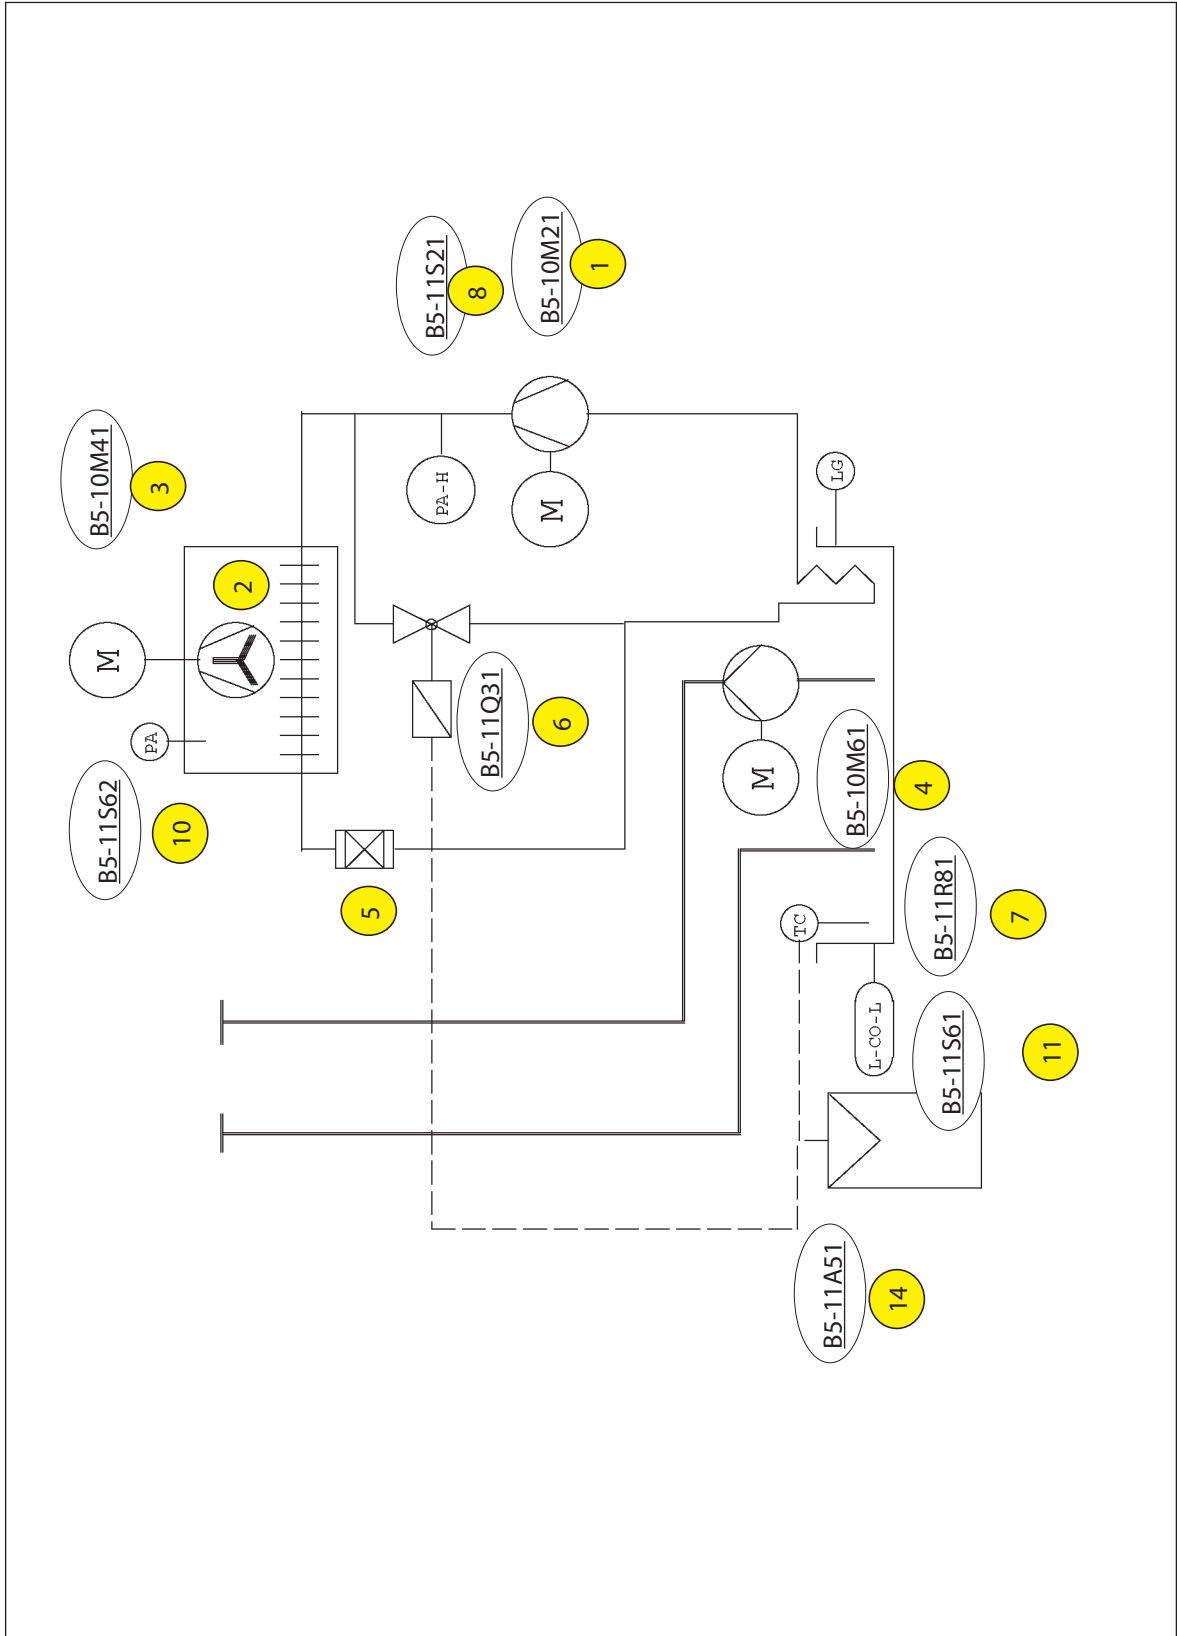 B5-10M41
3
B5-11S21
8
B5-10M21
1
M
2
PA
B5-11S62
10
PA-H
M
LG
B5-11Q31
6
M
B5-10M61
4
5
TC
B5-11R81
7
L-CO-L
B5-11S61
11
B5-11A51
14